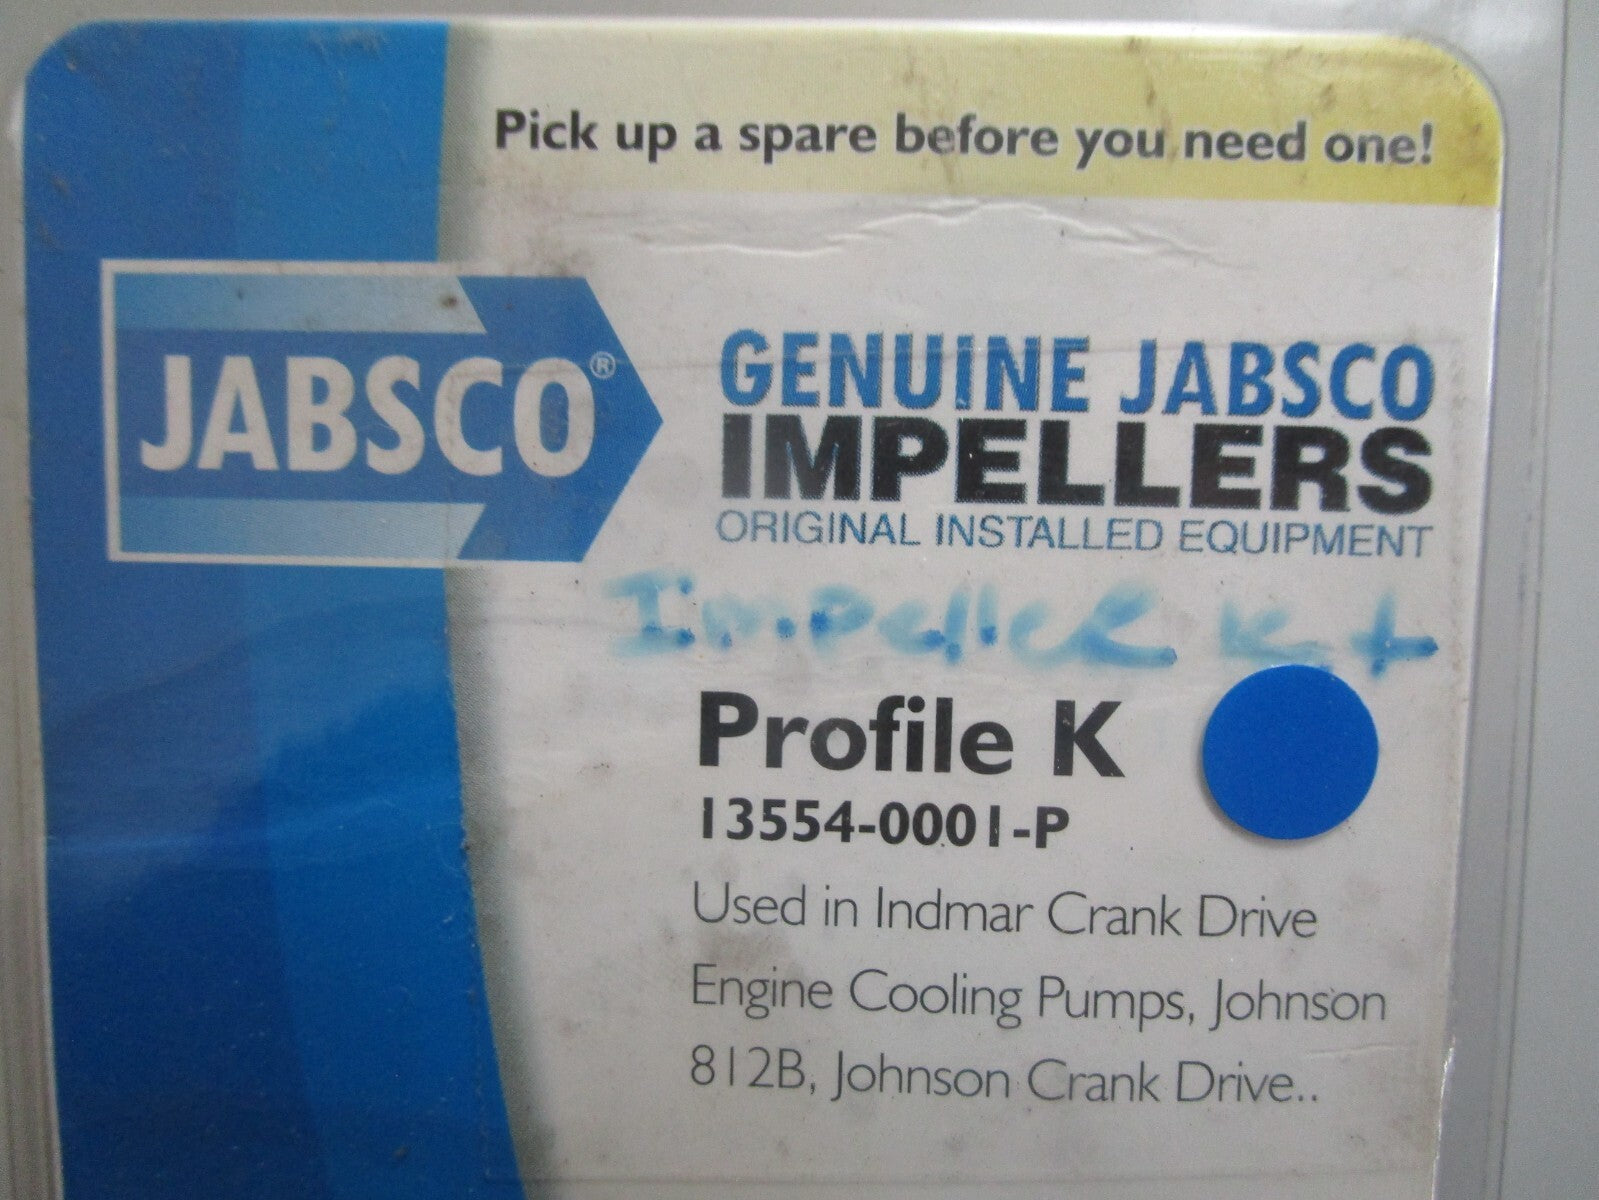 Pick up a spare before you need one!
JABSCO®
GENUINE JABSCO
IMPELLERS
ORIGINAL INSTALLED EQUIPMENT
Impeller Kit
Profile K
13554-0001-P
Used in Indmar Crank Drive
Engine Cooling Pumps, Johnson
812B, Johnson Crank Drive..